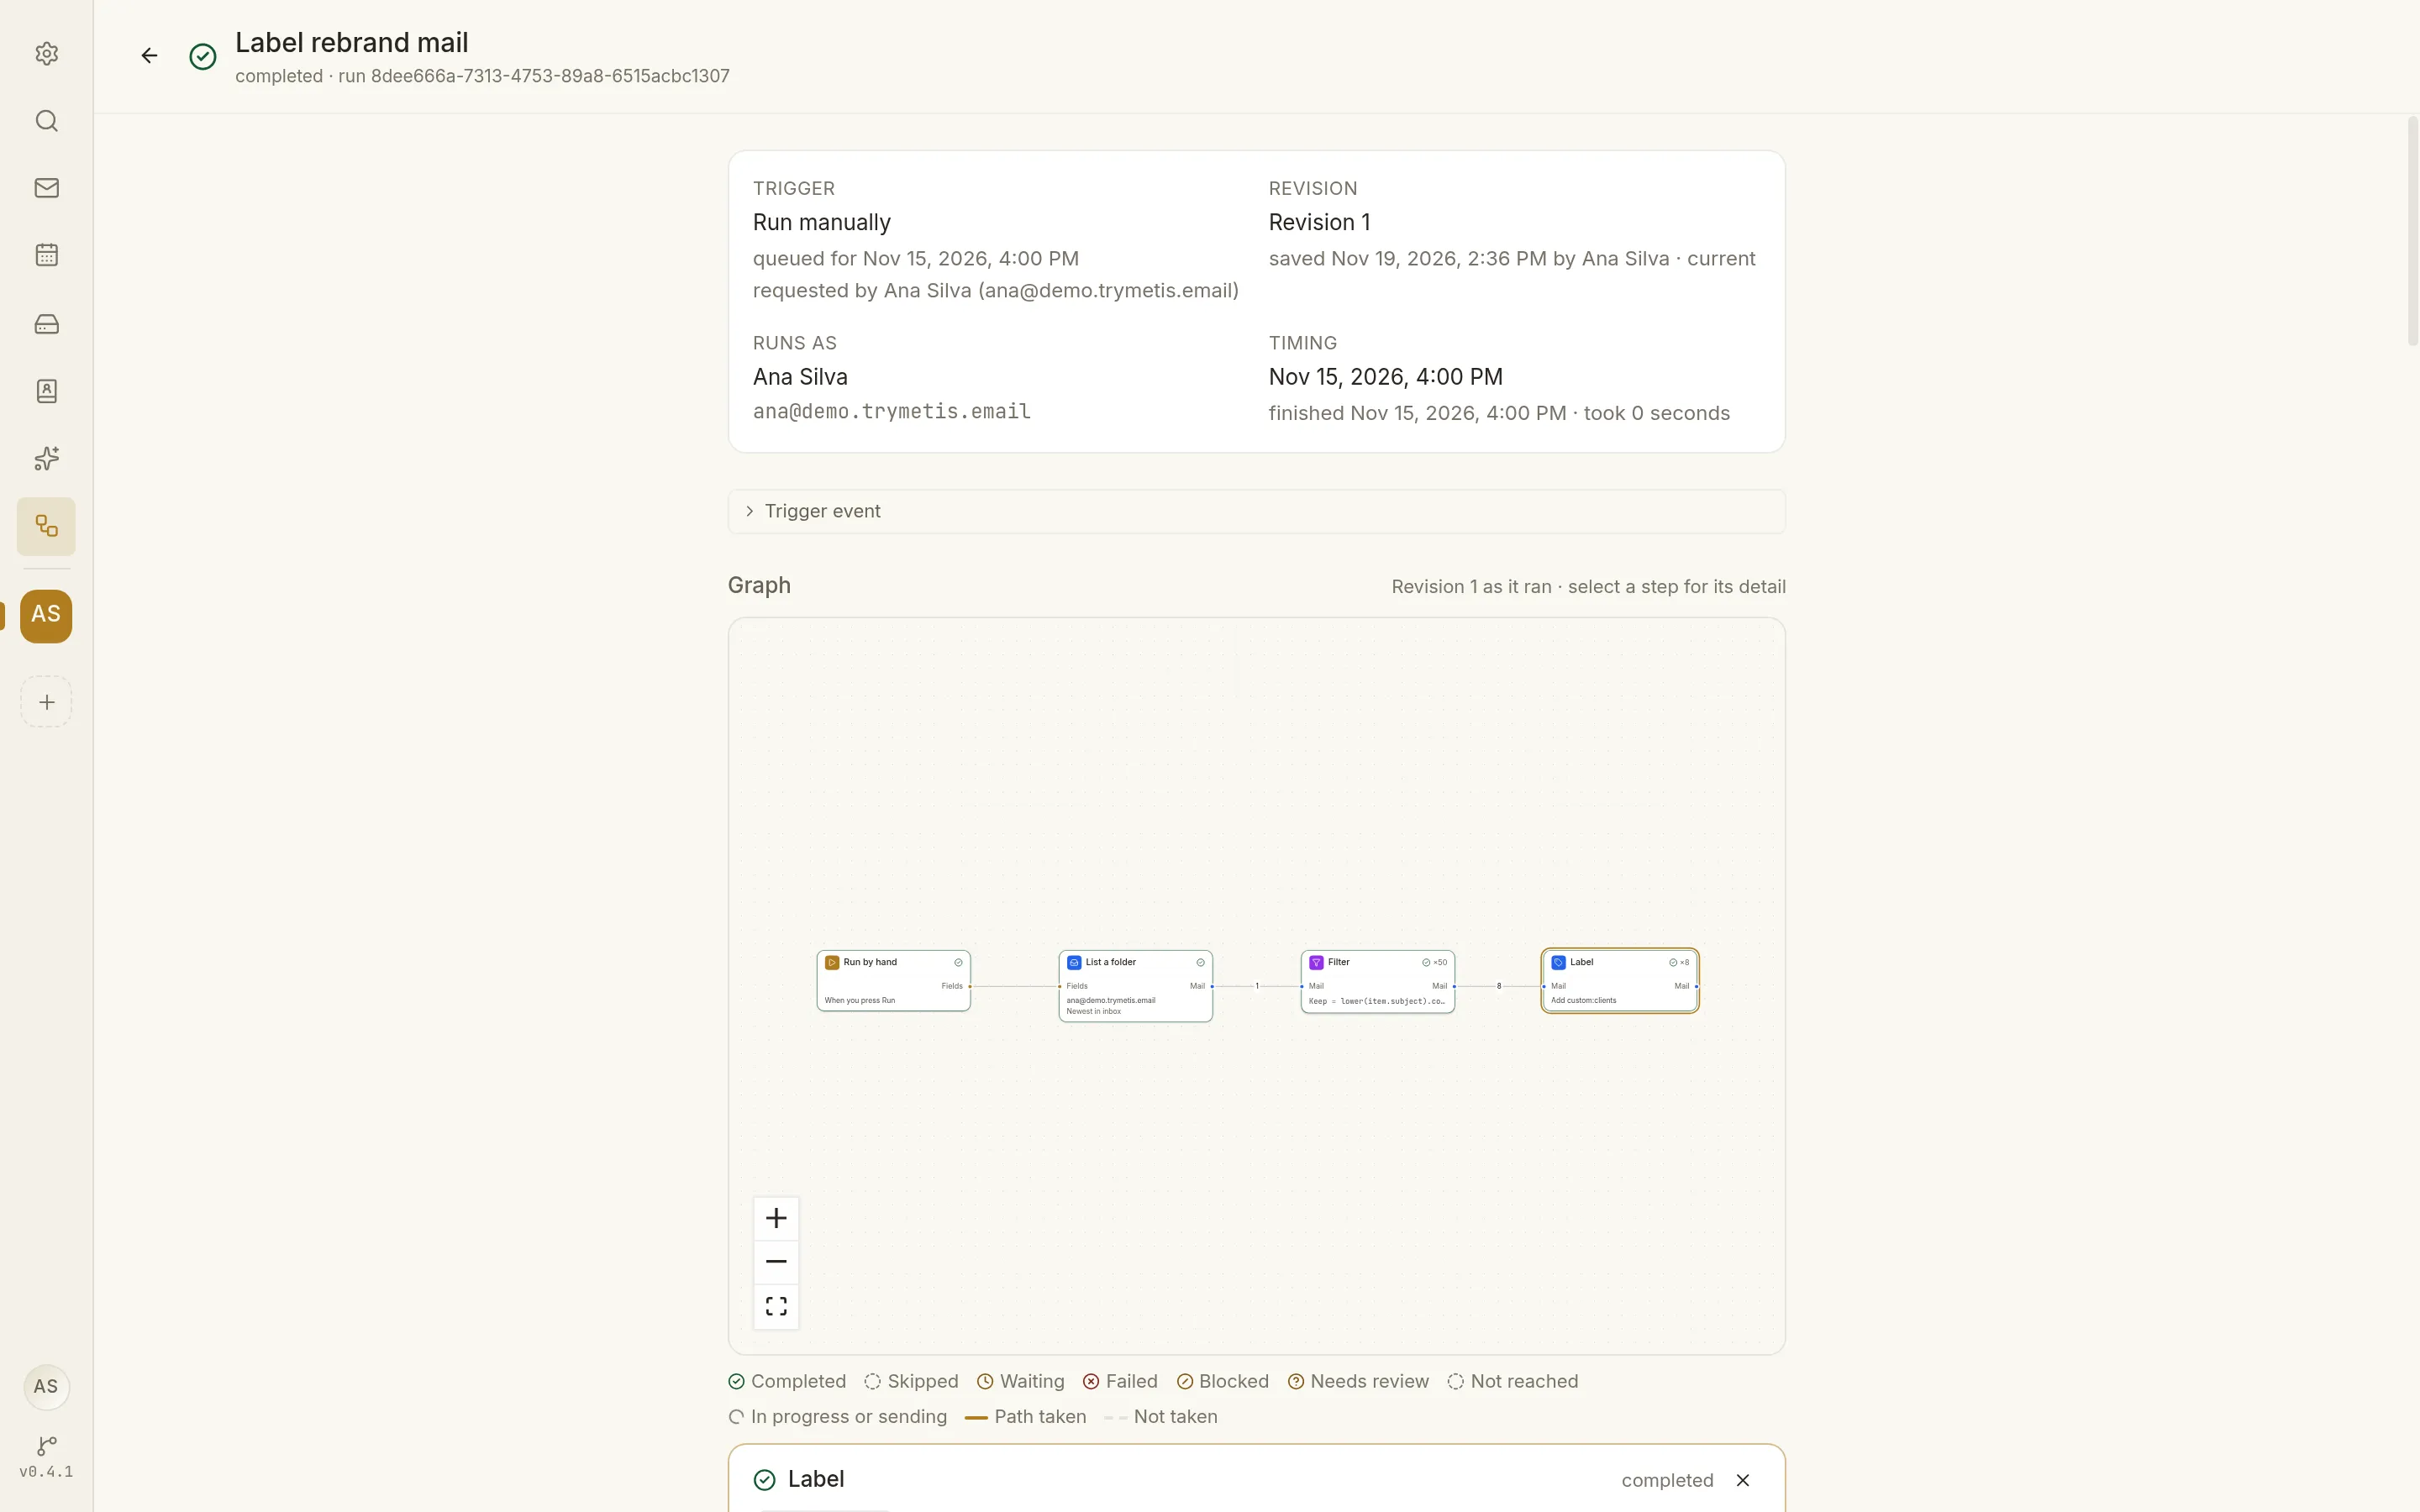 Label rebrand mail
completed · run 8dee666a-7313-4753-89a8-6515acbc1307
TRIGGER
Run manually
queued for Nov 15, 2026, 4:00 PM
requested by Ana Silva (ana@demo.trymetis.email)
REVISION
Revision 1
saved Nov 19, 2026, 2:36 PM by Ana Silva · current
RUNS AS
Ana Silva
ana@demo.trymetis.email
TIMING
Nov 15, 2026, 4:00 PM
finished Nov 15, 2026, 4:00 PM · took 0 seconds
Trigger event
Graph
Revision 1 as it ran · select a step for its detail
Run by hand
Fields
When you press Run
List a folder
Fields Mail
ana@demo.trymetis.email
Newest in inbox
1
Filter ×50
Mail Mail
Keep = lower(item.subject).co…
8
Label ×8
Mail Mail
Add custom:clients
Completed Skipped Waiting Failed Blocked Needs review Not reached
In progress or sending Path taken Not taken
Label
completed
AS
AS
v0.4.1